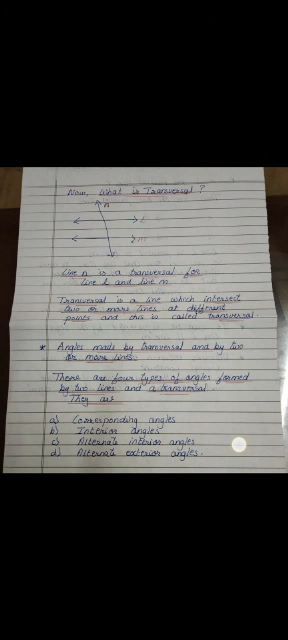 Now, What is Transversal ?
n
l
m
Line n is a transversal for
line l and line m
Transversal is a line which intersect
two or more lines at different
points and this is called transversal.
* Angles made by transversal and by two
or more lines.
There are four types of angles formed
by two lines and a transversal.
They are
a) Corresponding angles
b) Interior angles
c) Alternate interior angles
d) Alternate exterior angles.